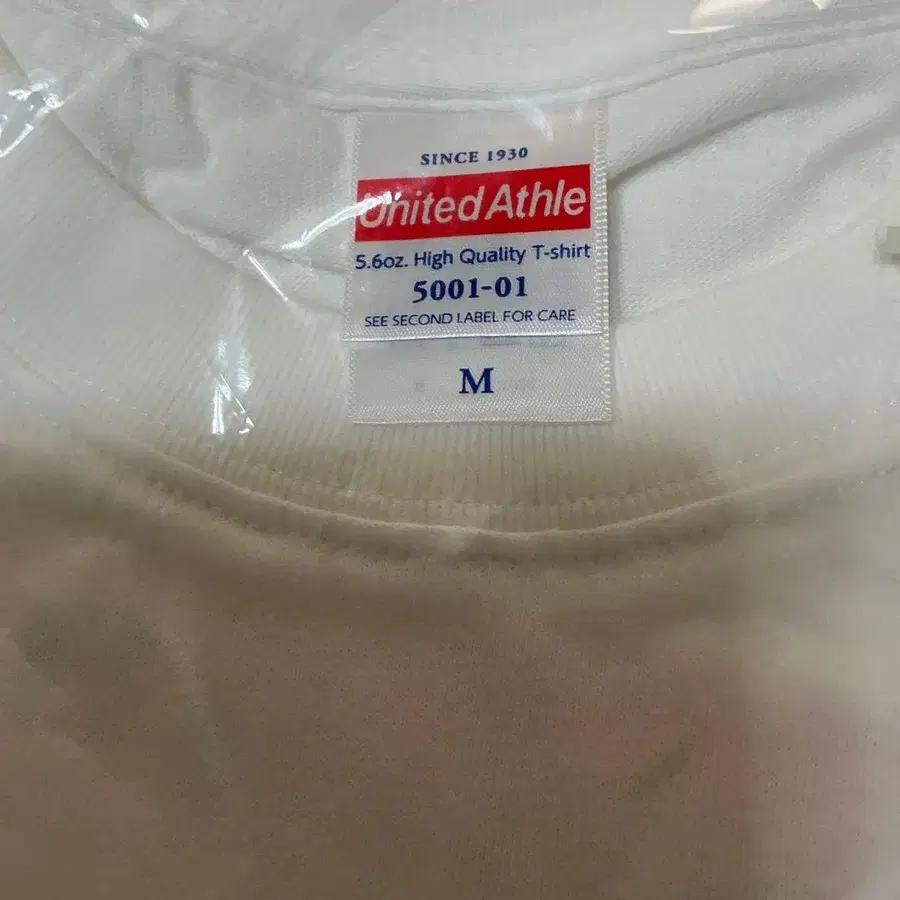 SINCE 1930
United Athle
5.6oz. High Quality T-shirt
5001-01
SEE SECOND LABEL FOR CARE
M